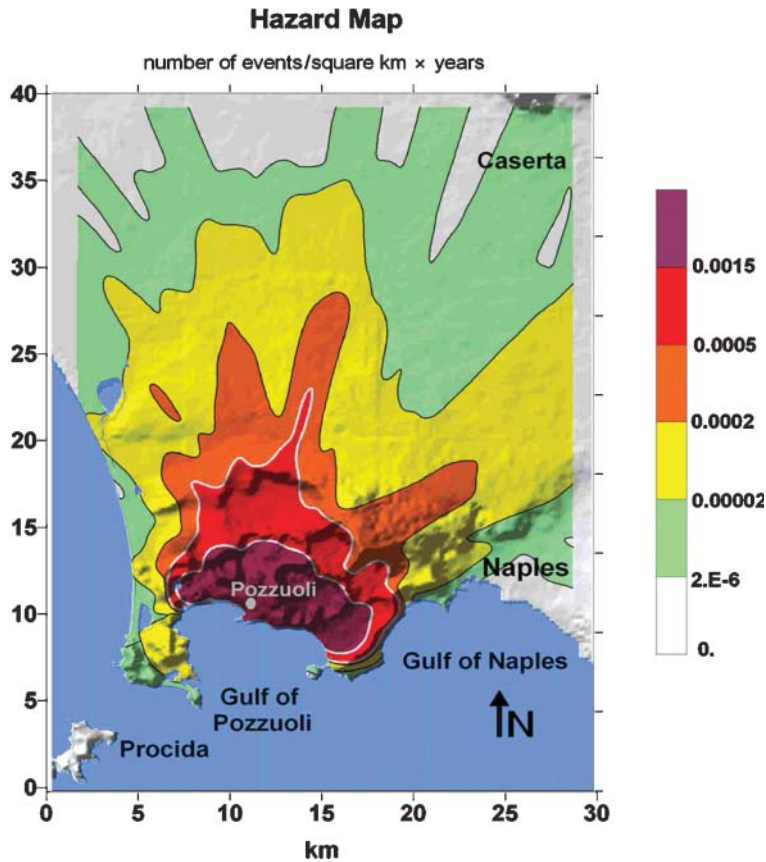 Hazard Map
number of events/square km × years
40
35
30
25
20
15
10
5
0
0 5 10 15 20 25 30
km
Caserta
Pozzuoli
Naples
Gulf of Naples
Gulf of
Pozzuoli
N
Procida
0.0015
0.0005
0.0002
0.00002
2.E-6
0.